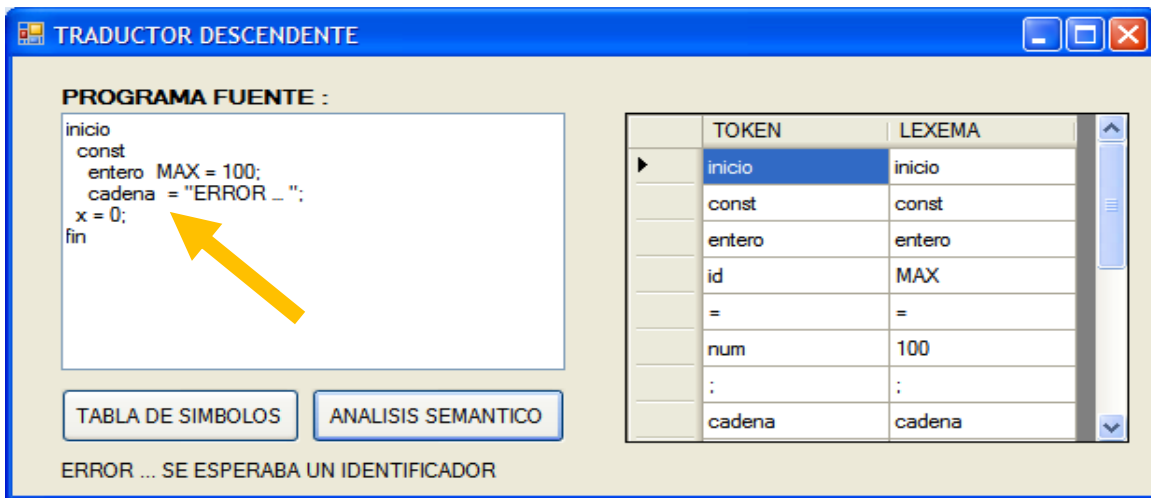 TRADUCTOR DESCENDENTE
PROGRAMA FUENTE :
inicio
const
entero MAX = 100;
cadena = "ERROR ... ";
x = 0;
fin
TOKEN LEXEMA
inicio inicio
const const
entero entero
id MAX
= =
num 100
; ;
cadena cadena
TABLA DE SIMBOLOS ANALISIS SEMANTICO
ERROR ... SE ESPERABA UN IDENTIFICADOR